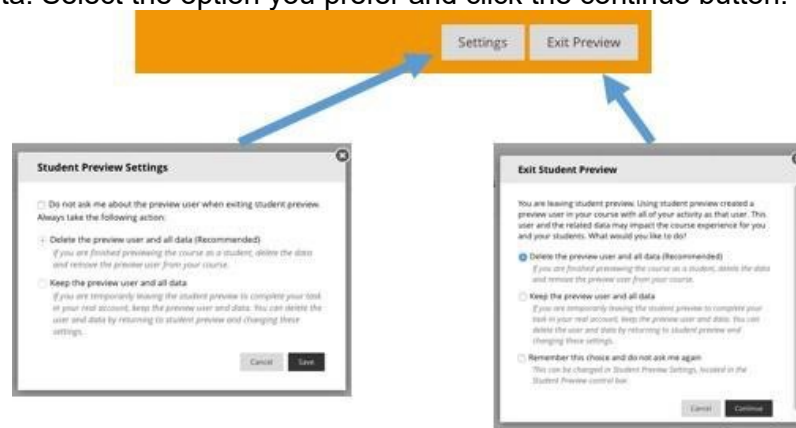 ta. Select the option you prefer and click the continue button.
Settings Exit Preview
Student Preview Settings
Do not ask me about the preview user when exiting student preview.
Always take the following action:
Delete the preview user and all data (Recommended)
If you are finished previewing the course as a student, delete the data
and remove the preview user from your course.
Keep the preview user and all data
If you are temporarily leaving the student preview to complete your task
in your real account, keep the preview user and data. You can delete the
user and data by returning to student preview and changing these
settings.
Cancel Save
Exit Student Preview
You are leaving student preview. Using student preview created a
preview user in your course with all of your activity as that user. This
user and the related data may impact the course experience for you
and your students. What would you like to do?
Delete the preview user and all data (Recommended)
If you are finished previewing the course as a student, delete the data
and remove the preview user from your course.
Keep the preview user and all data
If you are temporarily leaving the student preview to complete your
task in your real account, keep the preview user and data. You can
delete the user and data by returning to student preview and
changing these settings.
Remember this choice and do not ask me again
This can be changed in Student Preview Settings, located in the
Student Preview control bar.
Cancel Continue